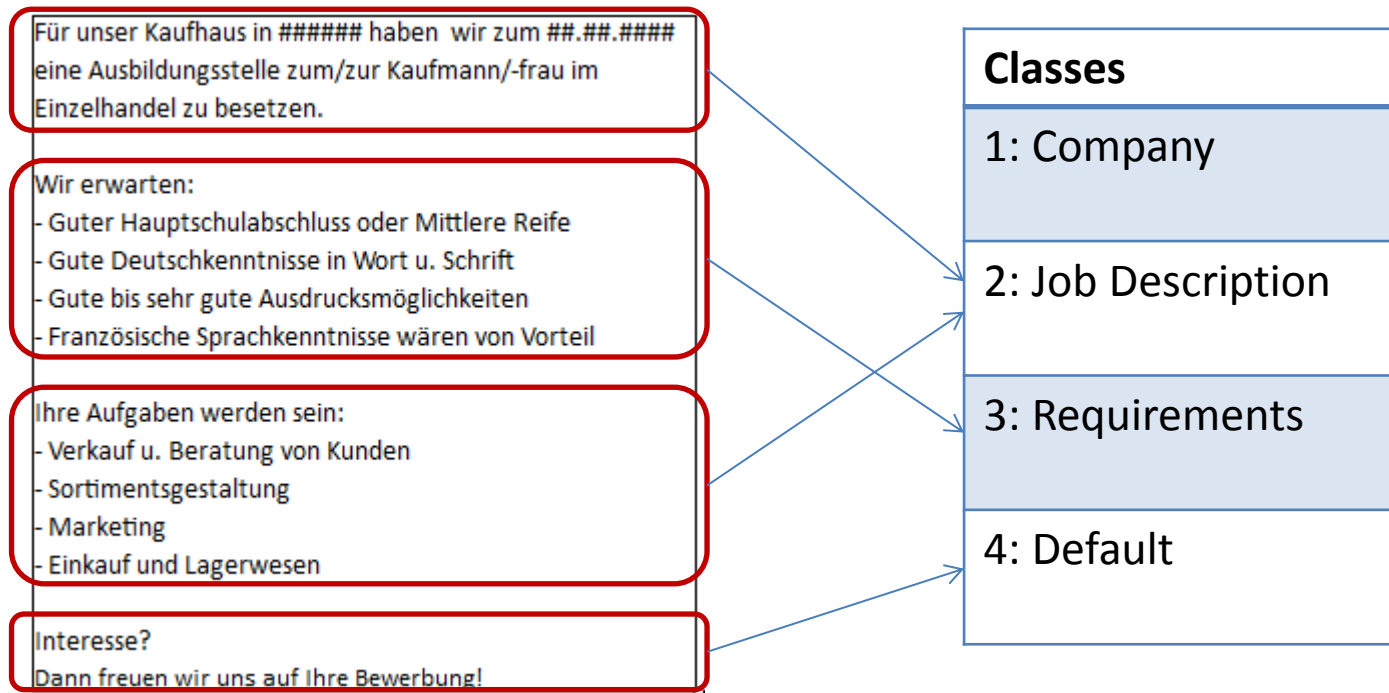 Für unser Kaufhaus in ###### haben wir zum ##.##.####
eine Ausbildungsstelle zum/zur Kaufmann/-frau im
Einzelhandel zu besetzen.
Wir erwarten:
- Guter Hauptschulabschluss oder Mittlere Reife
- Gute Deutschkenntnisse in Wort u. Schrift
- Gute bis sehr gute Ausdrucksmöglichkeiten
- Französische Sprachkenntnisse wären von Vorteil
Ihre Aufgaben werden sein:
- Verkauf u. Beratung von Kunden
- Sortimentsgestaltung
- Marketing
- Einkauf und Lagerwesen
Interesse?
Dann freuen wir uns auf Ihre Bewerbung!
Classes
1: Company
2: Job Description
3: Requirements
4: Default